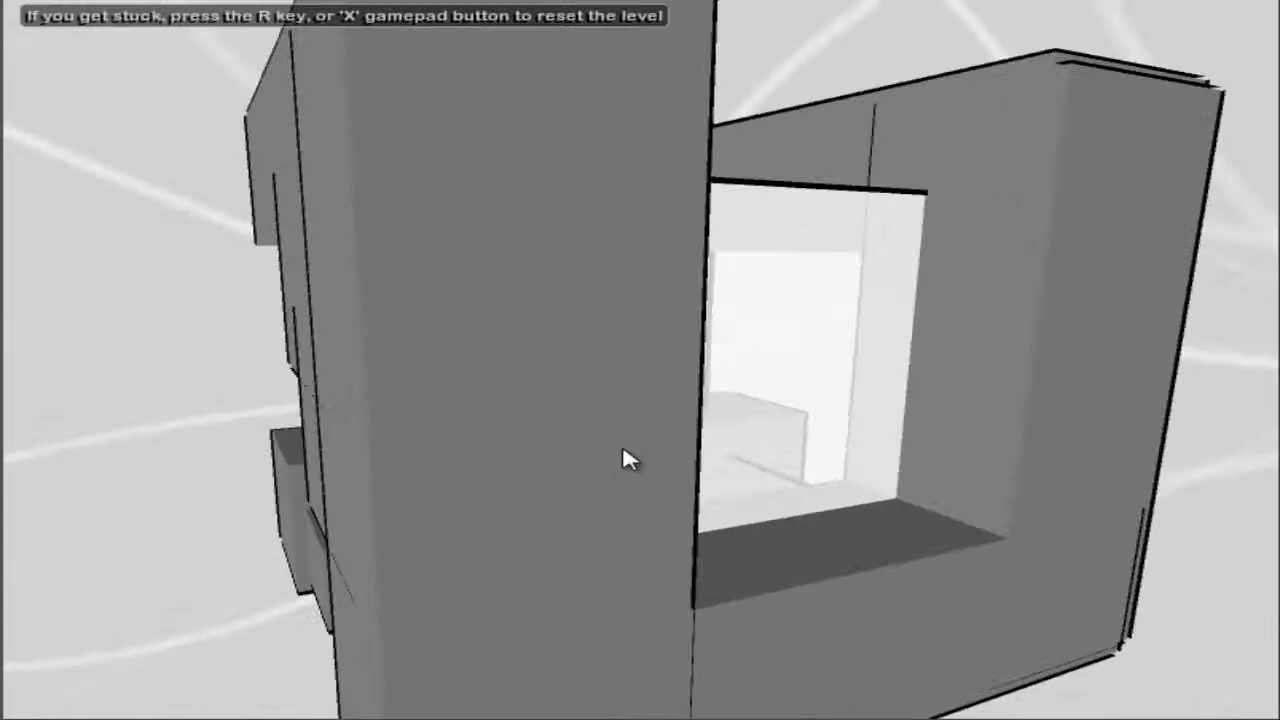 If you get stuck, press the R key, or 'X' gamepad button to reset the level